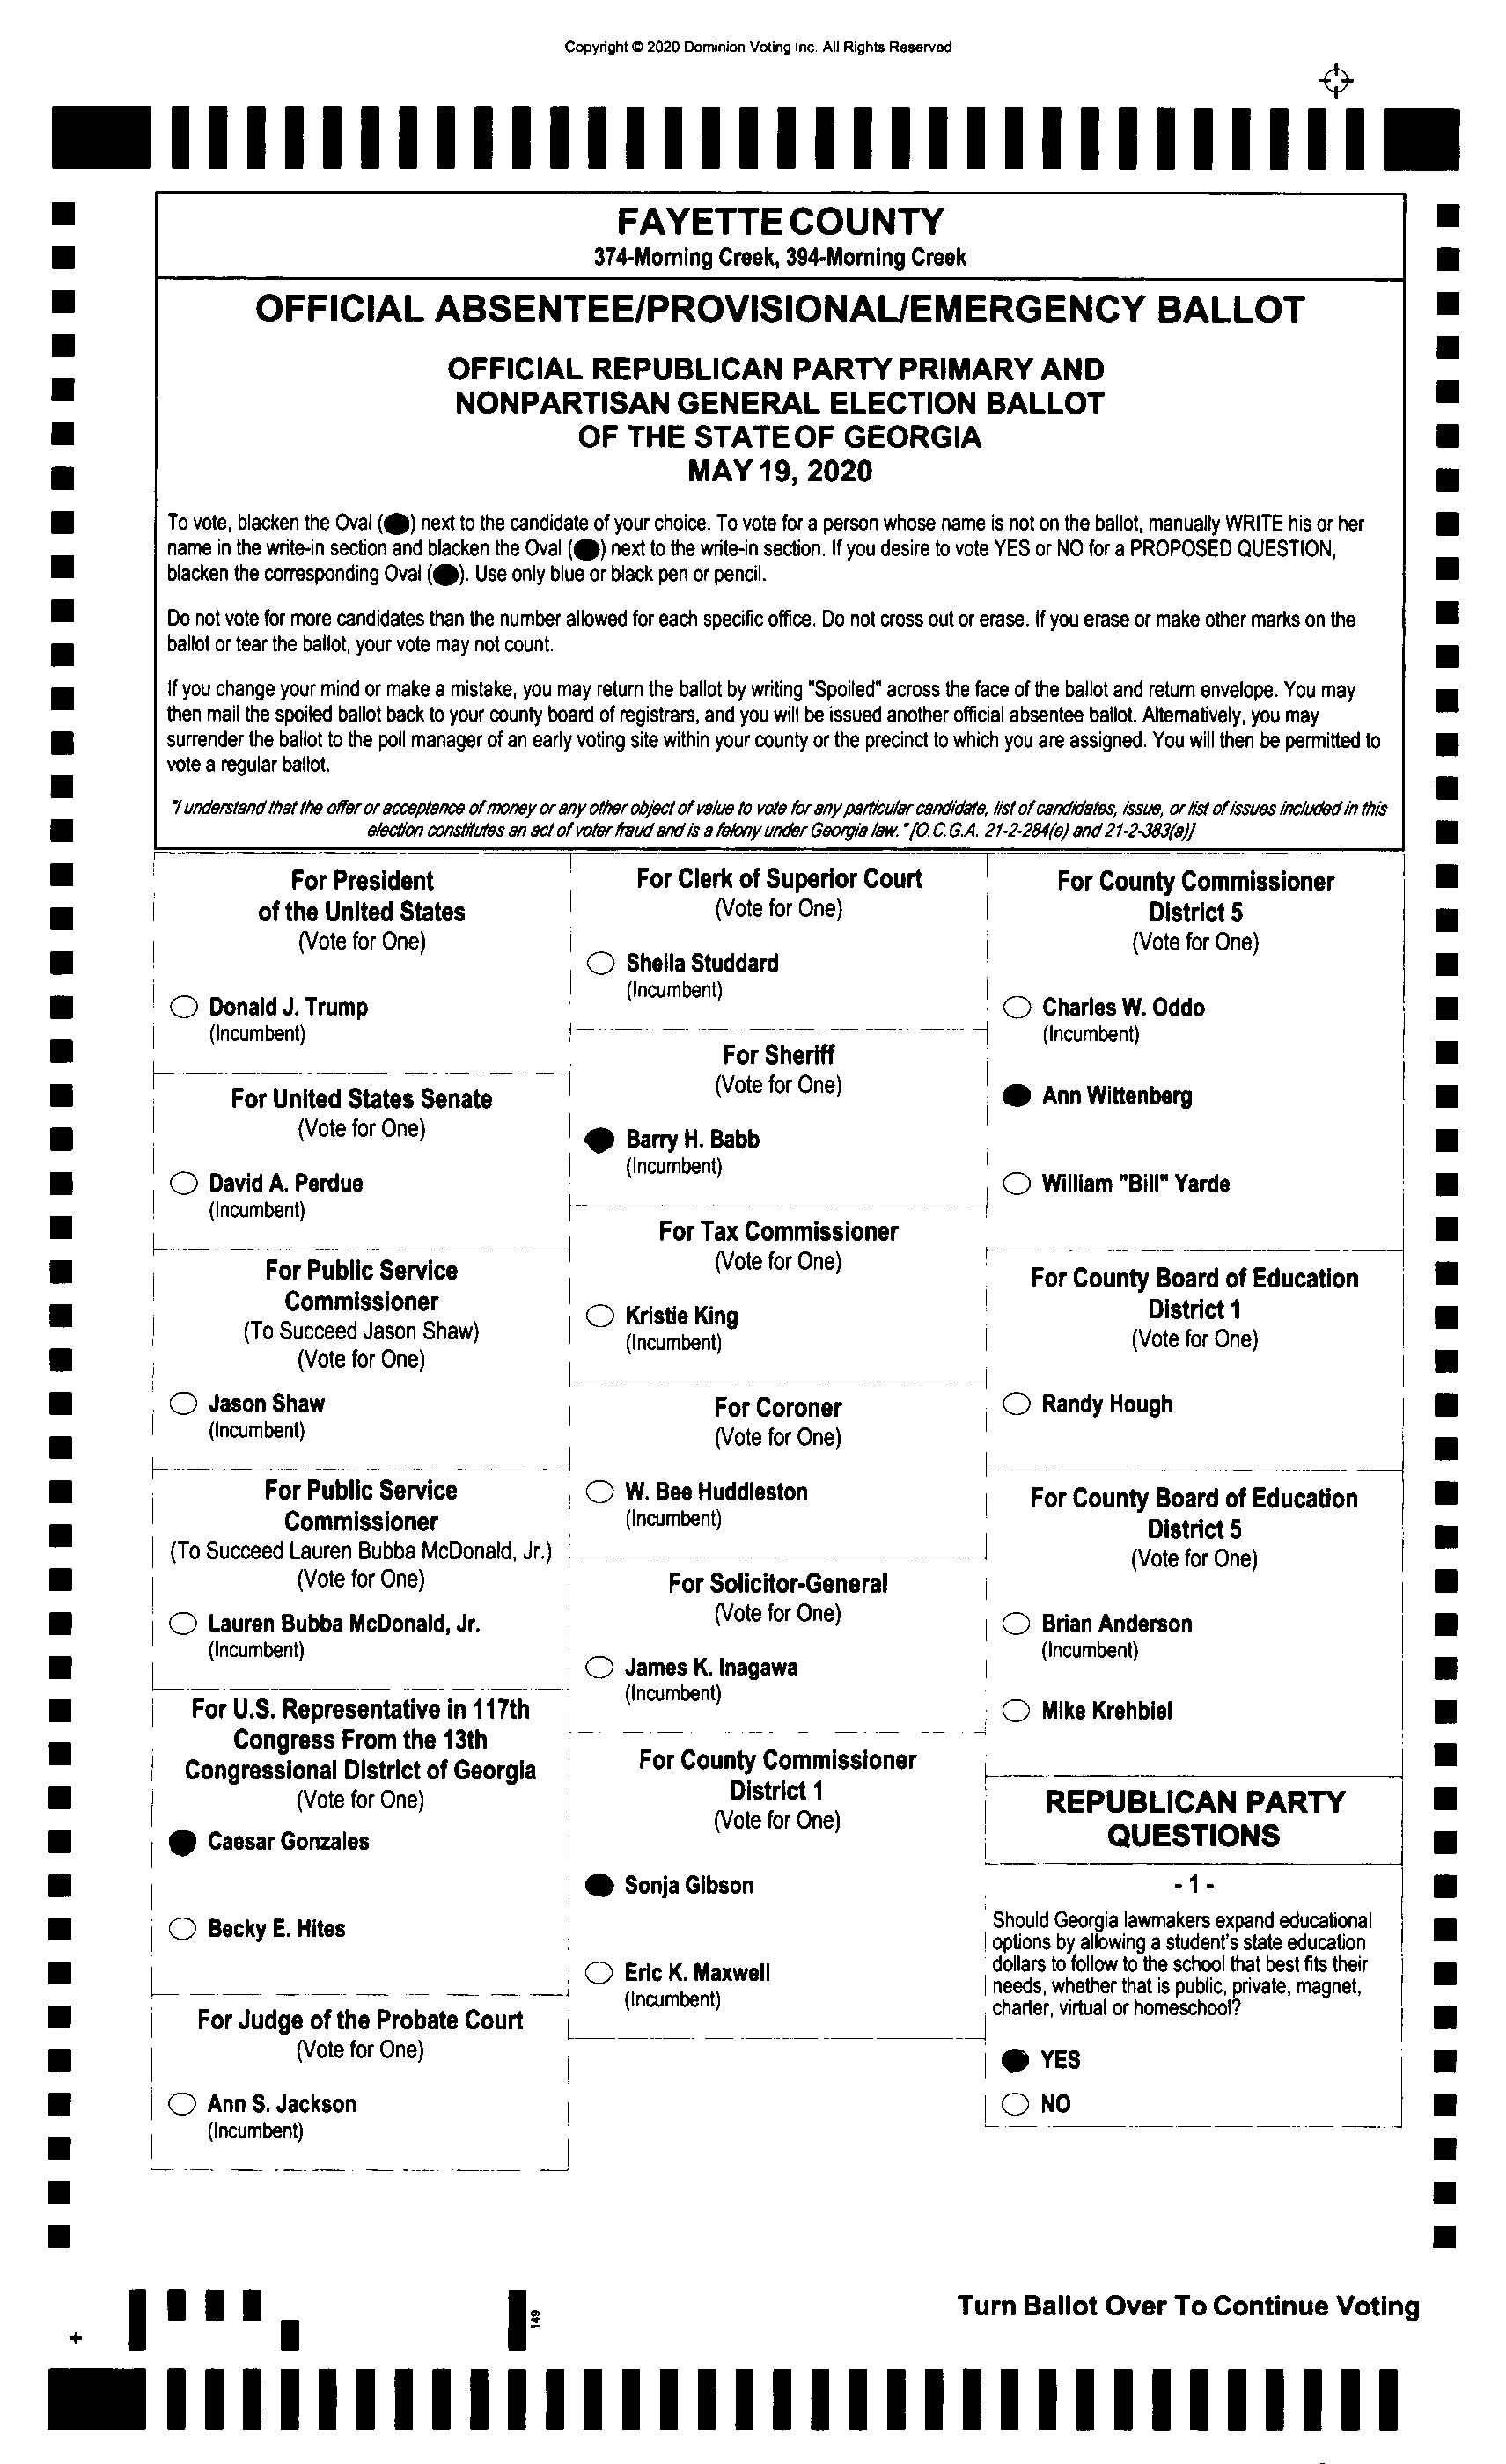 Copyright © 2020 Dominion Voting Inc. All Rights Reserved
FAYETTE COUNTY
374-Morning Creek, 394-Morning Creek
OFFICIAL ABSENTEE/PROVISIONAL/EMERGENCY BALLOT
OFFICIAL REPUBLICAN PARTY PRIMARY AND
NONPARTISAN GENERAL ELECTION BALLOT
OF THE STATE OF GEORGIA
MAY 19, 2020
To vote, blacken the Oval ( ) next to the candidate of your choice. To vote for a person whose name is not on the ballot, manually WRITE his or her
name in the write-in section and blacken the Oval ( ) next to the write-in section. If you desire to vote YES or NO for a PROPOSED QUESTION,
blacken the corresponding Oval ( ). Use only blue or black pen or pencil.
Do not vote for more candidates than the number allowed for each specific office. Do not cross out or erase. If you erase or make other marks on the
ballot or tear the ballot, your vote may not count.
If you change your mind or make a mistake, you may return the ballot by writing "Spoiled" across the face of the ballot and return envelope. You may
then mail the spoiled ballot back to your county board of registrars, and you will be issued another official absentee ballot. Alternatively, you may
surrender the ballot to the poll manager of an early voting site within your county or the precinct to which you are assigned. You will then be permitted to
vote a regular ballot.
"I understand that the offer or acceptance of money or any other object of value to vote for any particular candidate, list of candidates, issue, or list of issues included in this
election constitutes an act of voter fraud and is a felony under Georgia law." [O.C.G.A. 21-2-284(e) and 21-2-383(a)]
For President
of the United States
(Vote for One)
Donald J. Trump
(Incumbent)
For United States Senate
(Vote for One)
David A. Perdue
(Incumbent)
For Public Service
Commissioner
(To Succeed Jason Shaw)
(Vote for One)
Jason Shaw
(Incumbent)
For Public Service
Commissioner
(To Succeed Lauren Bubba McDonald, Jr.)
(Vote for One)
Lauren Bubba McDonald, Jr.
(Incumbent)
For U.S. Representative in 117th
Congress From the 13th
Congressional District of Georgia
(Vote for One)
Caesar Gonzales
Becky E. Hites
For Judge of the Probate Court
(Vote for One)
Ann S. Jackson
(Incumbent)
For Clerk of Superior Court
(Vote for One)
Sheila Studdard
(Incumbent)
For Sheriff
(Vote for One)
Barry H. Babb
(Incumbent)
For Tax Commissioner
(Vote for One)
Kristie King
(Incumbent)
For Coroner
(Vote for One)
W. Bee Huddleston
(Incumbent)
For Solicitor-General
(Vote for One)
James K. Inagawa
(Incumbent)
For County Commissioner
District 1
(Vote for One)
Sonja Gibson
Eric K. Maxwell
(Incumbent)
For County Commissioner
District 5
(Vote for One)
Charles W. Oddo
(Incumbent)
Ann Wittenberg
William "Bill" Yarde
For County Board of Education
District 1
(Vote for One)
Randy Hough
For County Board of Education
District 5
(Vote for One)
Brian Anderson
(Incumbent)
Mike Krehbiel
REPUBLICAN PARTY
QUESTIONS
- 1 -
Should Georgia lawmakers expand educational
options by allowing a student's state education
dollars to follow to the school that best fits their
needs, whether that is public, private, magnet,
charter, virtual or homeschool?
YES
NO
149
Turn Ballot Over To Continue Voting